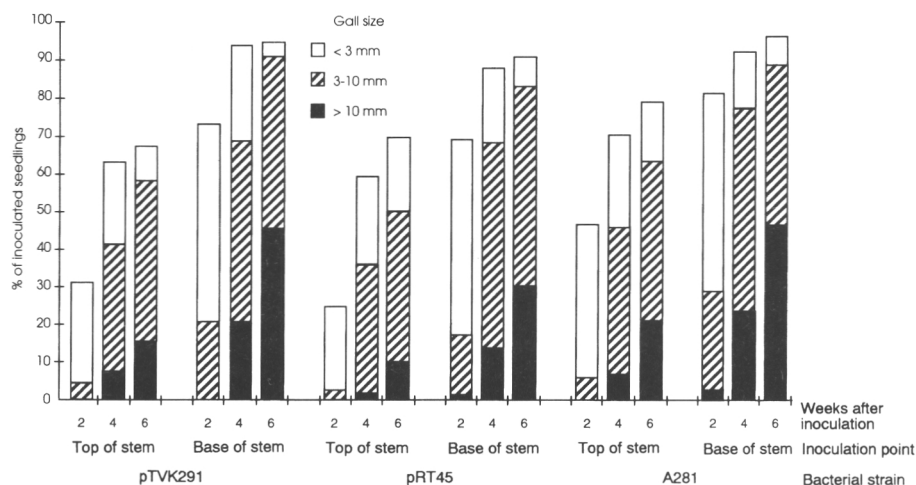 100
90
80
70
60
50
40
30
20
10
0
% of inoculated seedlings
Gall size
< 3 mm
3-10 mm
> 10 mm
2 4 6 2 4 6 2 4 6 2 4 6 2 4 6 2 4 6
Weeks after
inoculation
Top of stem Base of stem Top of stem Base of stem Top of stem Base of stem Inoculation point
pTVK291 pRT45 A281 Bacterial strain